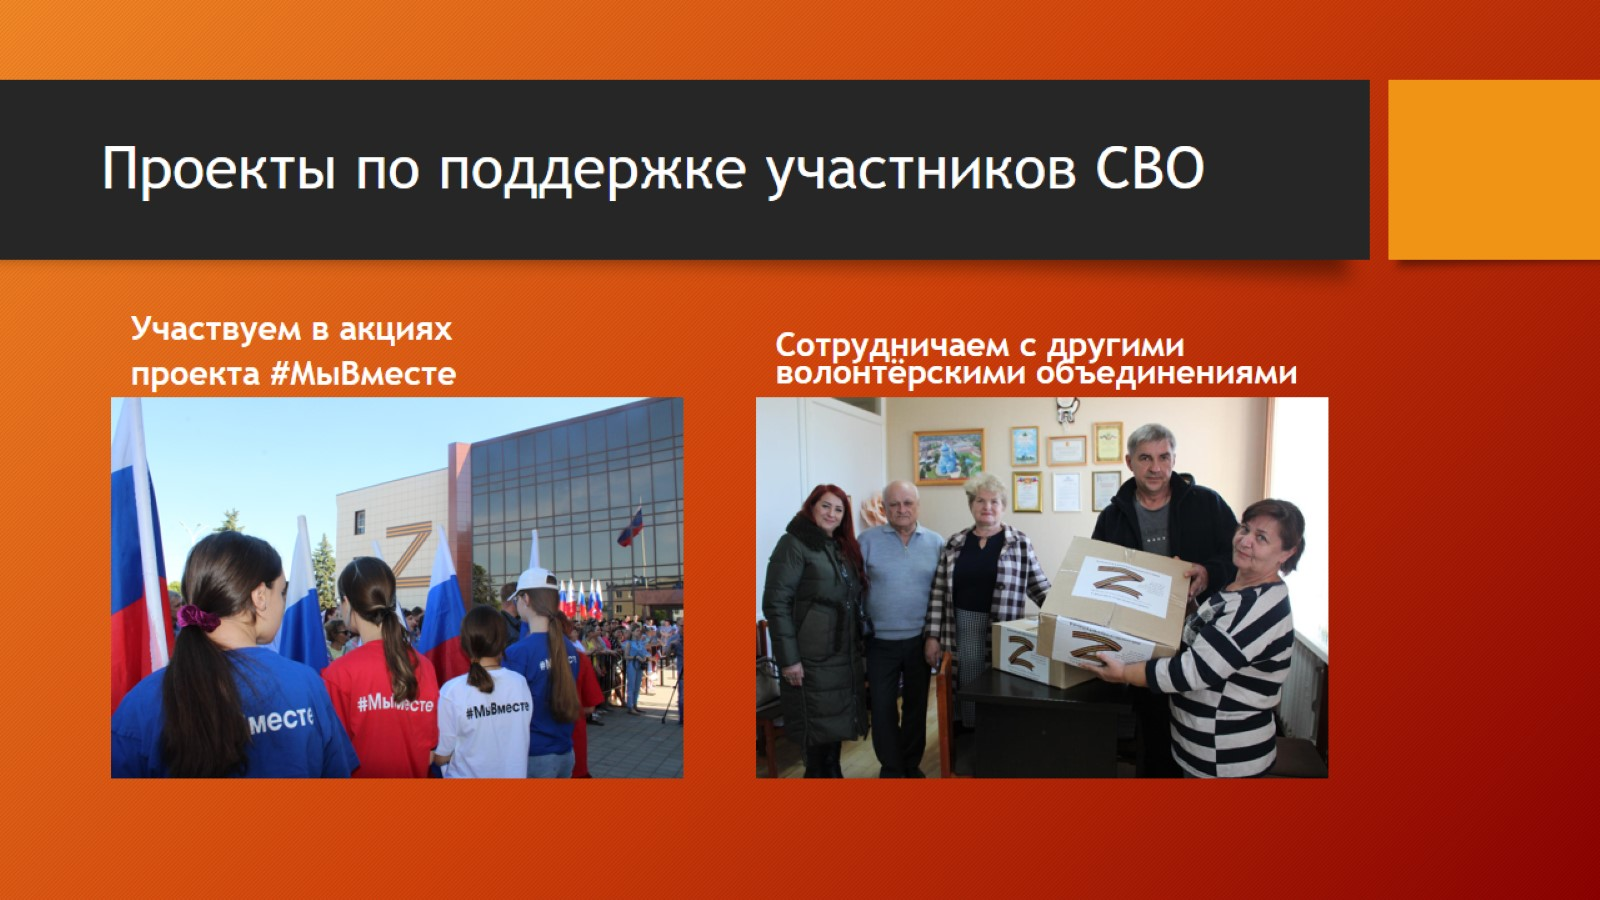 Проекты по поддержке участников СВО
Участвуем в акциях
проекта #МыВместе
Сотрудничаем с другими
волонтёрскими объединениями
месте
#МыВместе
#МыВместе
#М
Z
Z
Z
Z